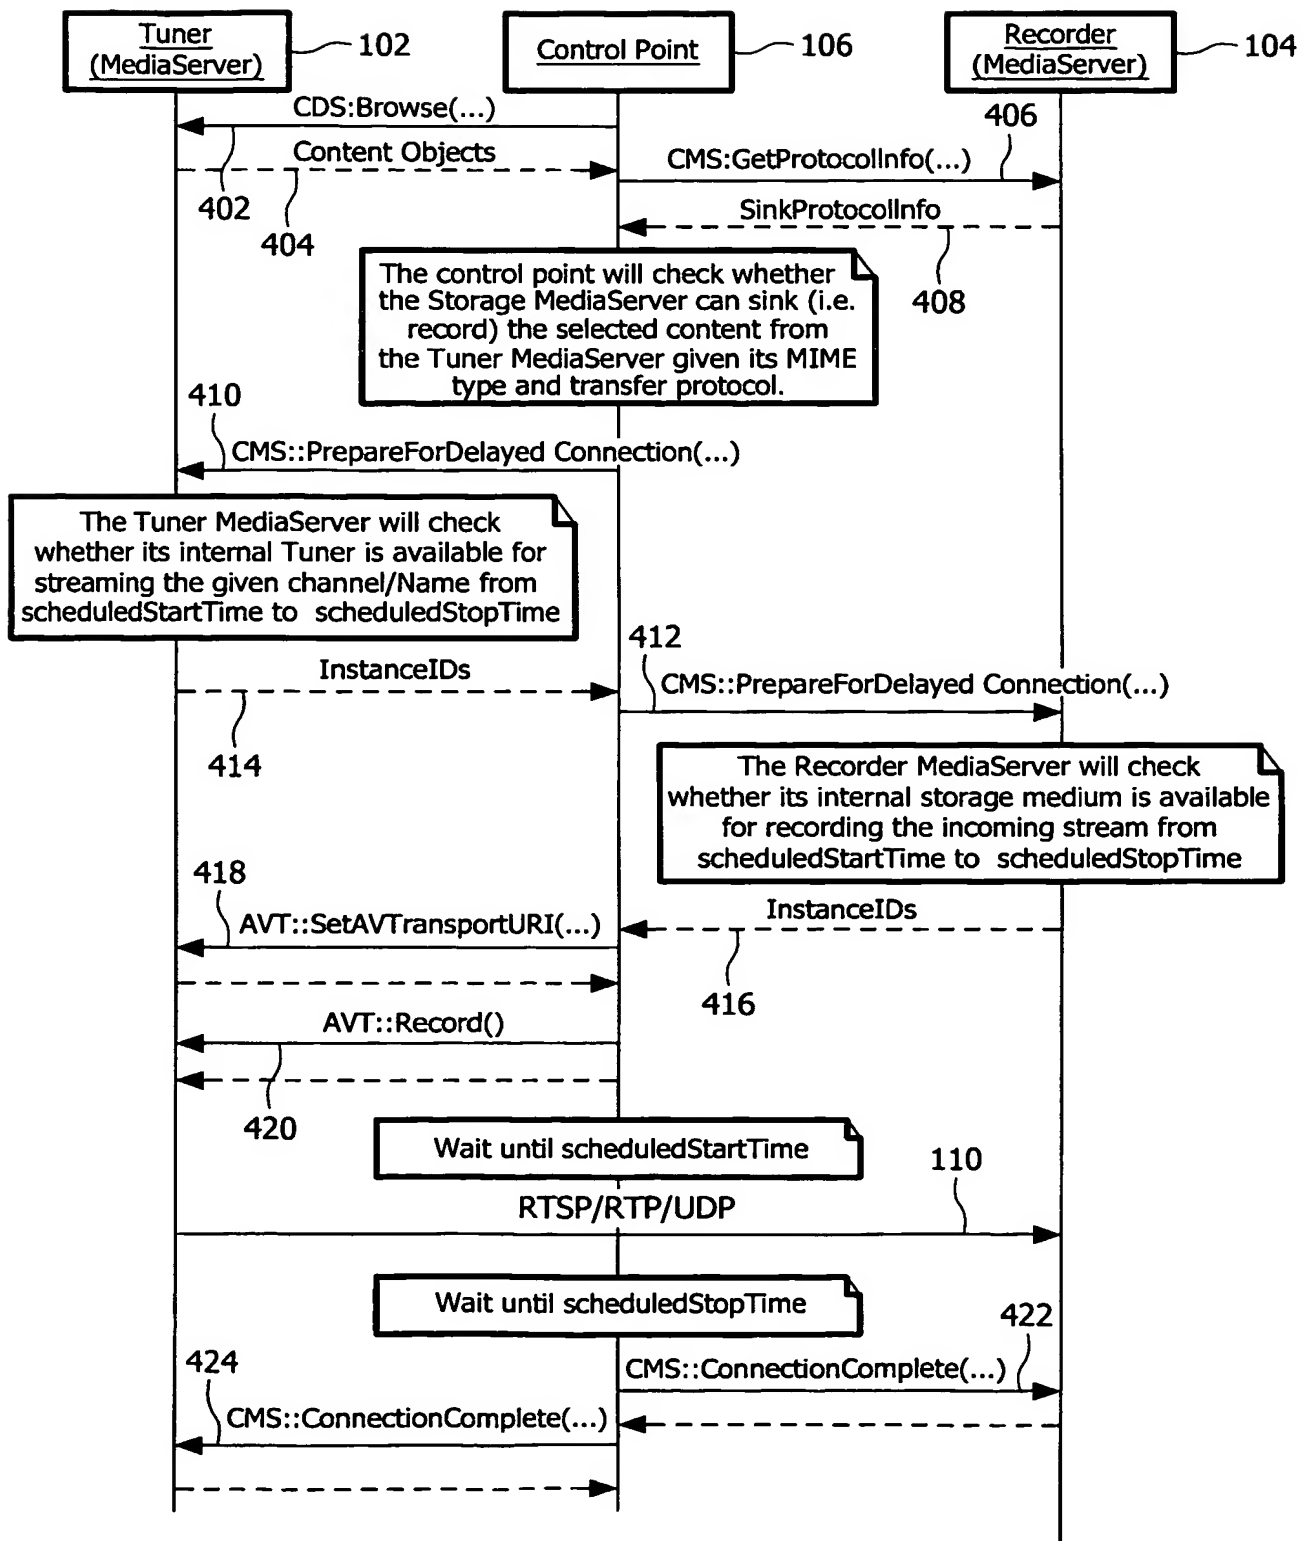 Tuner
(MediaServer)
102
Control Point
106
Recorder
(MediaServer)
104
CDS:Browse(...)
406
Content Objects
CMS:GetProtocolInfo(...)
402
SinkProtocolInfo
404
408
The control point will check whether
the Storage MediaServer can sink (i.e.
record) the selected content from
the Tuner MediaServer given its MIME
type and transfer protocol.
410
CMS::PrepareForDelayed Connection(...)
The Tuner MediaServer will check
whether its internal Tuner is available for
streaming the given channel/Name from
scheduledStartTime to scheduledStopTime
412
InstanceIDs
CMS::PrepareForDelayed Connection(...)
414
The Recorder MediaServer will check
whether its internal storage medium is available
for recording the incoming stream from
scheduledStartTime to scheduledStopTime
418
InstanceIDs
AVT::SetAVTransportURI(...)
416
AVT::Record()
420
Wait until scheduledStartTime
110
RTSP/RTP/UDP
Wait until scheduledStopTime
422
424
CMS::ConnectionComplete(...)
CMS::ConnectionComplete(...)